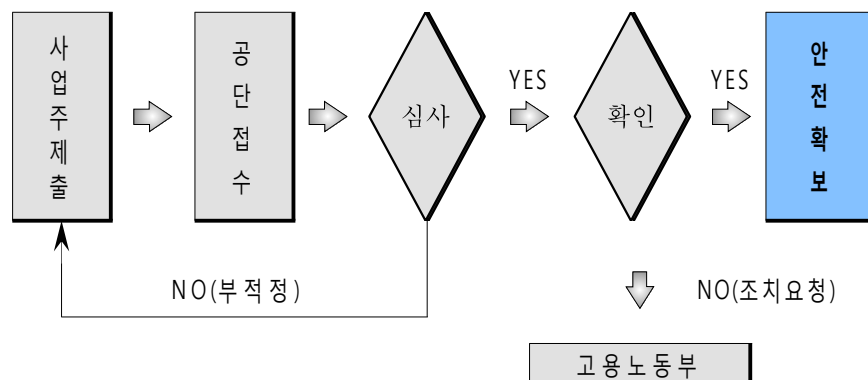 사업주제출
공단접수
심사
YES
확인
YES
안전확보
NO(부적정)
NO(조치요청)
고용노동부